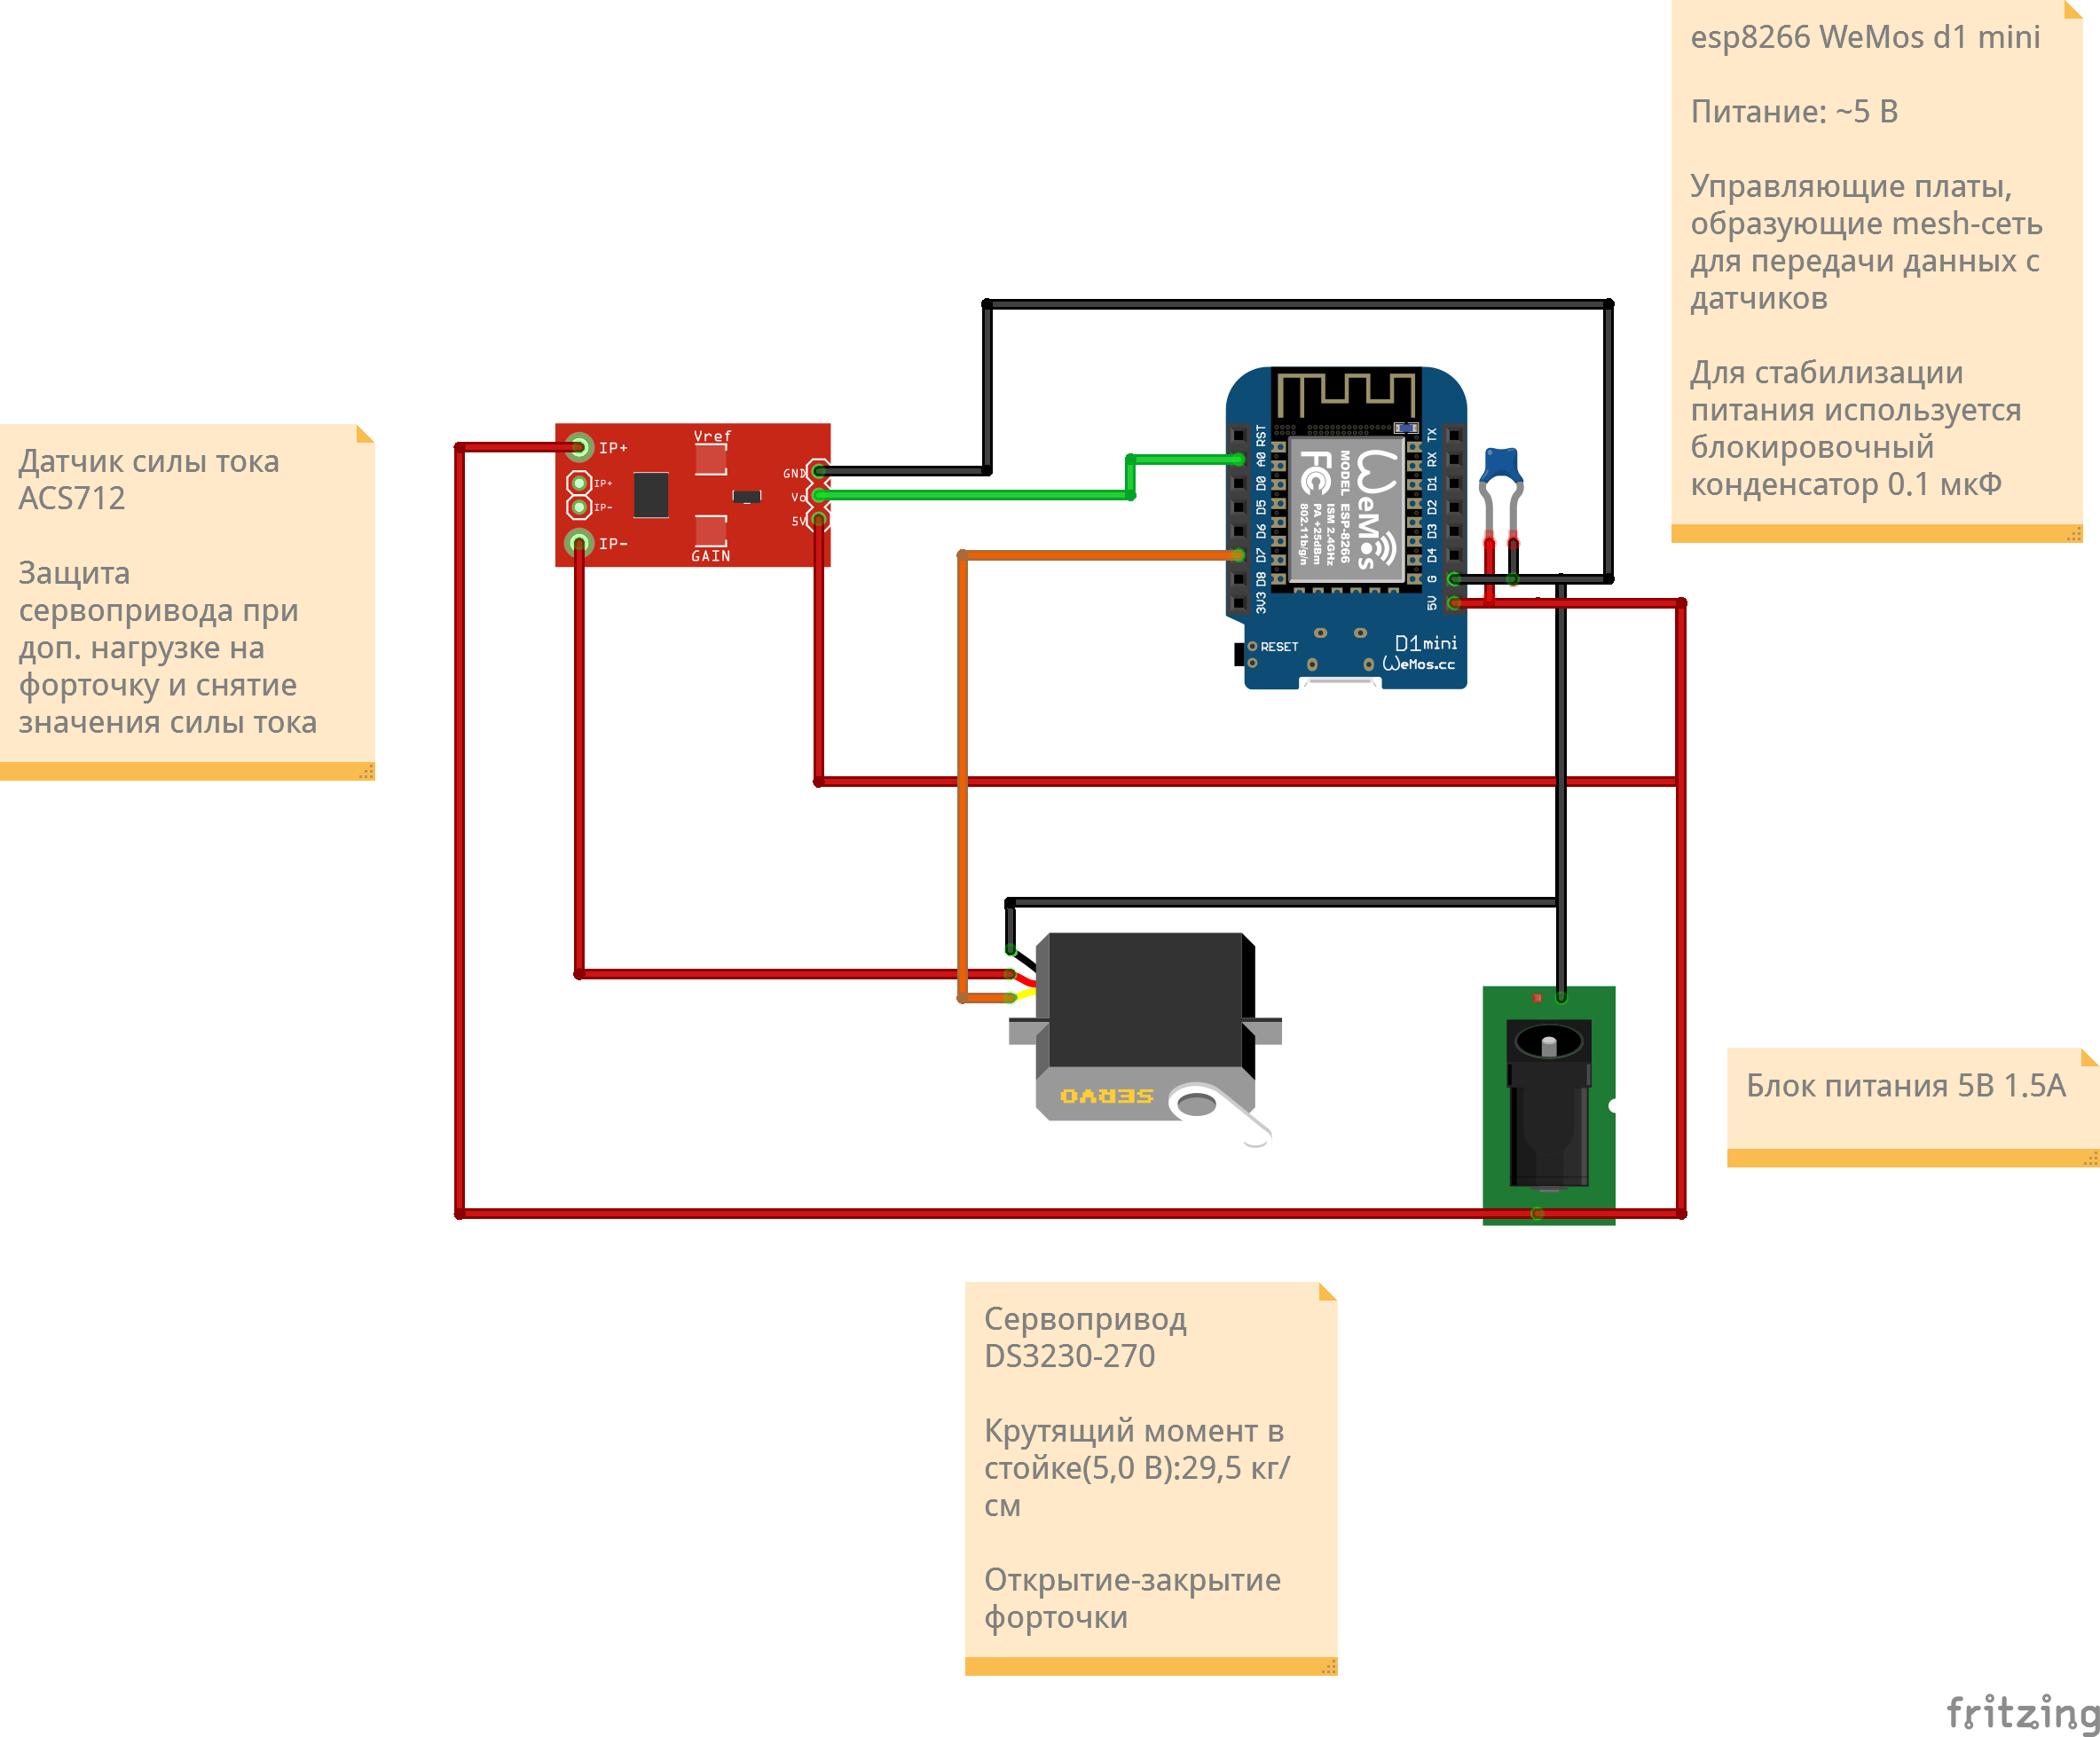 esp8266 WeMos d1 mini
Питание: ~5 В
Управляющие платы,
образующие mesh-сеть
для передачи данных с
датчиков
Для стабилизации
питания используется
блокировочный
конденсатор 0.1 мкФ
Датчик силы тока
ACS712
Защита
сервопривода при
доп. нагрузке на
форточку и снятие
значения силы тока
IP+
IP+
IP-
IP-
Vref
GAIN
GND
Vo
5V
RST
A0
D0
D5
D6
D7
D8
3V3
TX
RX
D1
D2
D3
D4
G
5V
WeMos
FC
MODEL ESP-8266
ISM 2.4GHz
PA +25dBm
802.11b/g/n
RESET
D1mini
WeMos.cc
SERVO
Блок питания 5В 1.5А
Сервопривод
DS3230-270
Крутящий момент в
стойке(5,0 В):29,5 кг/
см
Открытие-закрытие
форточки
fritzing